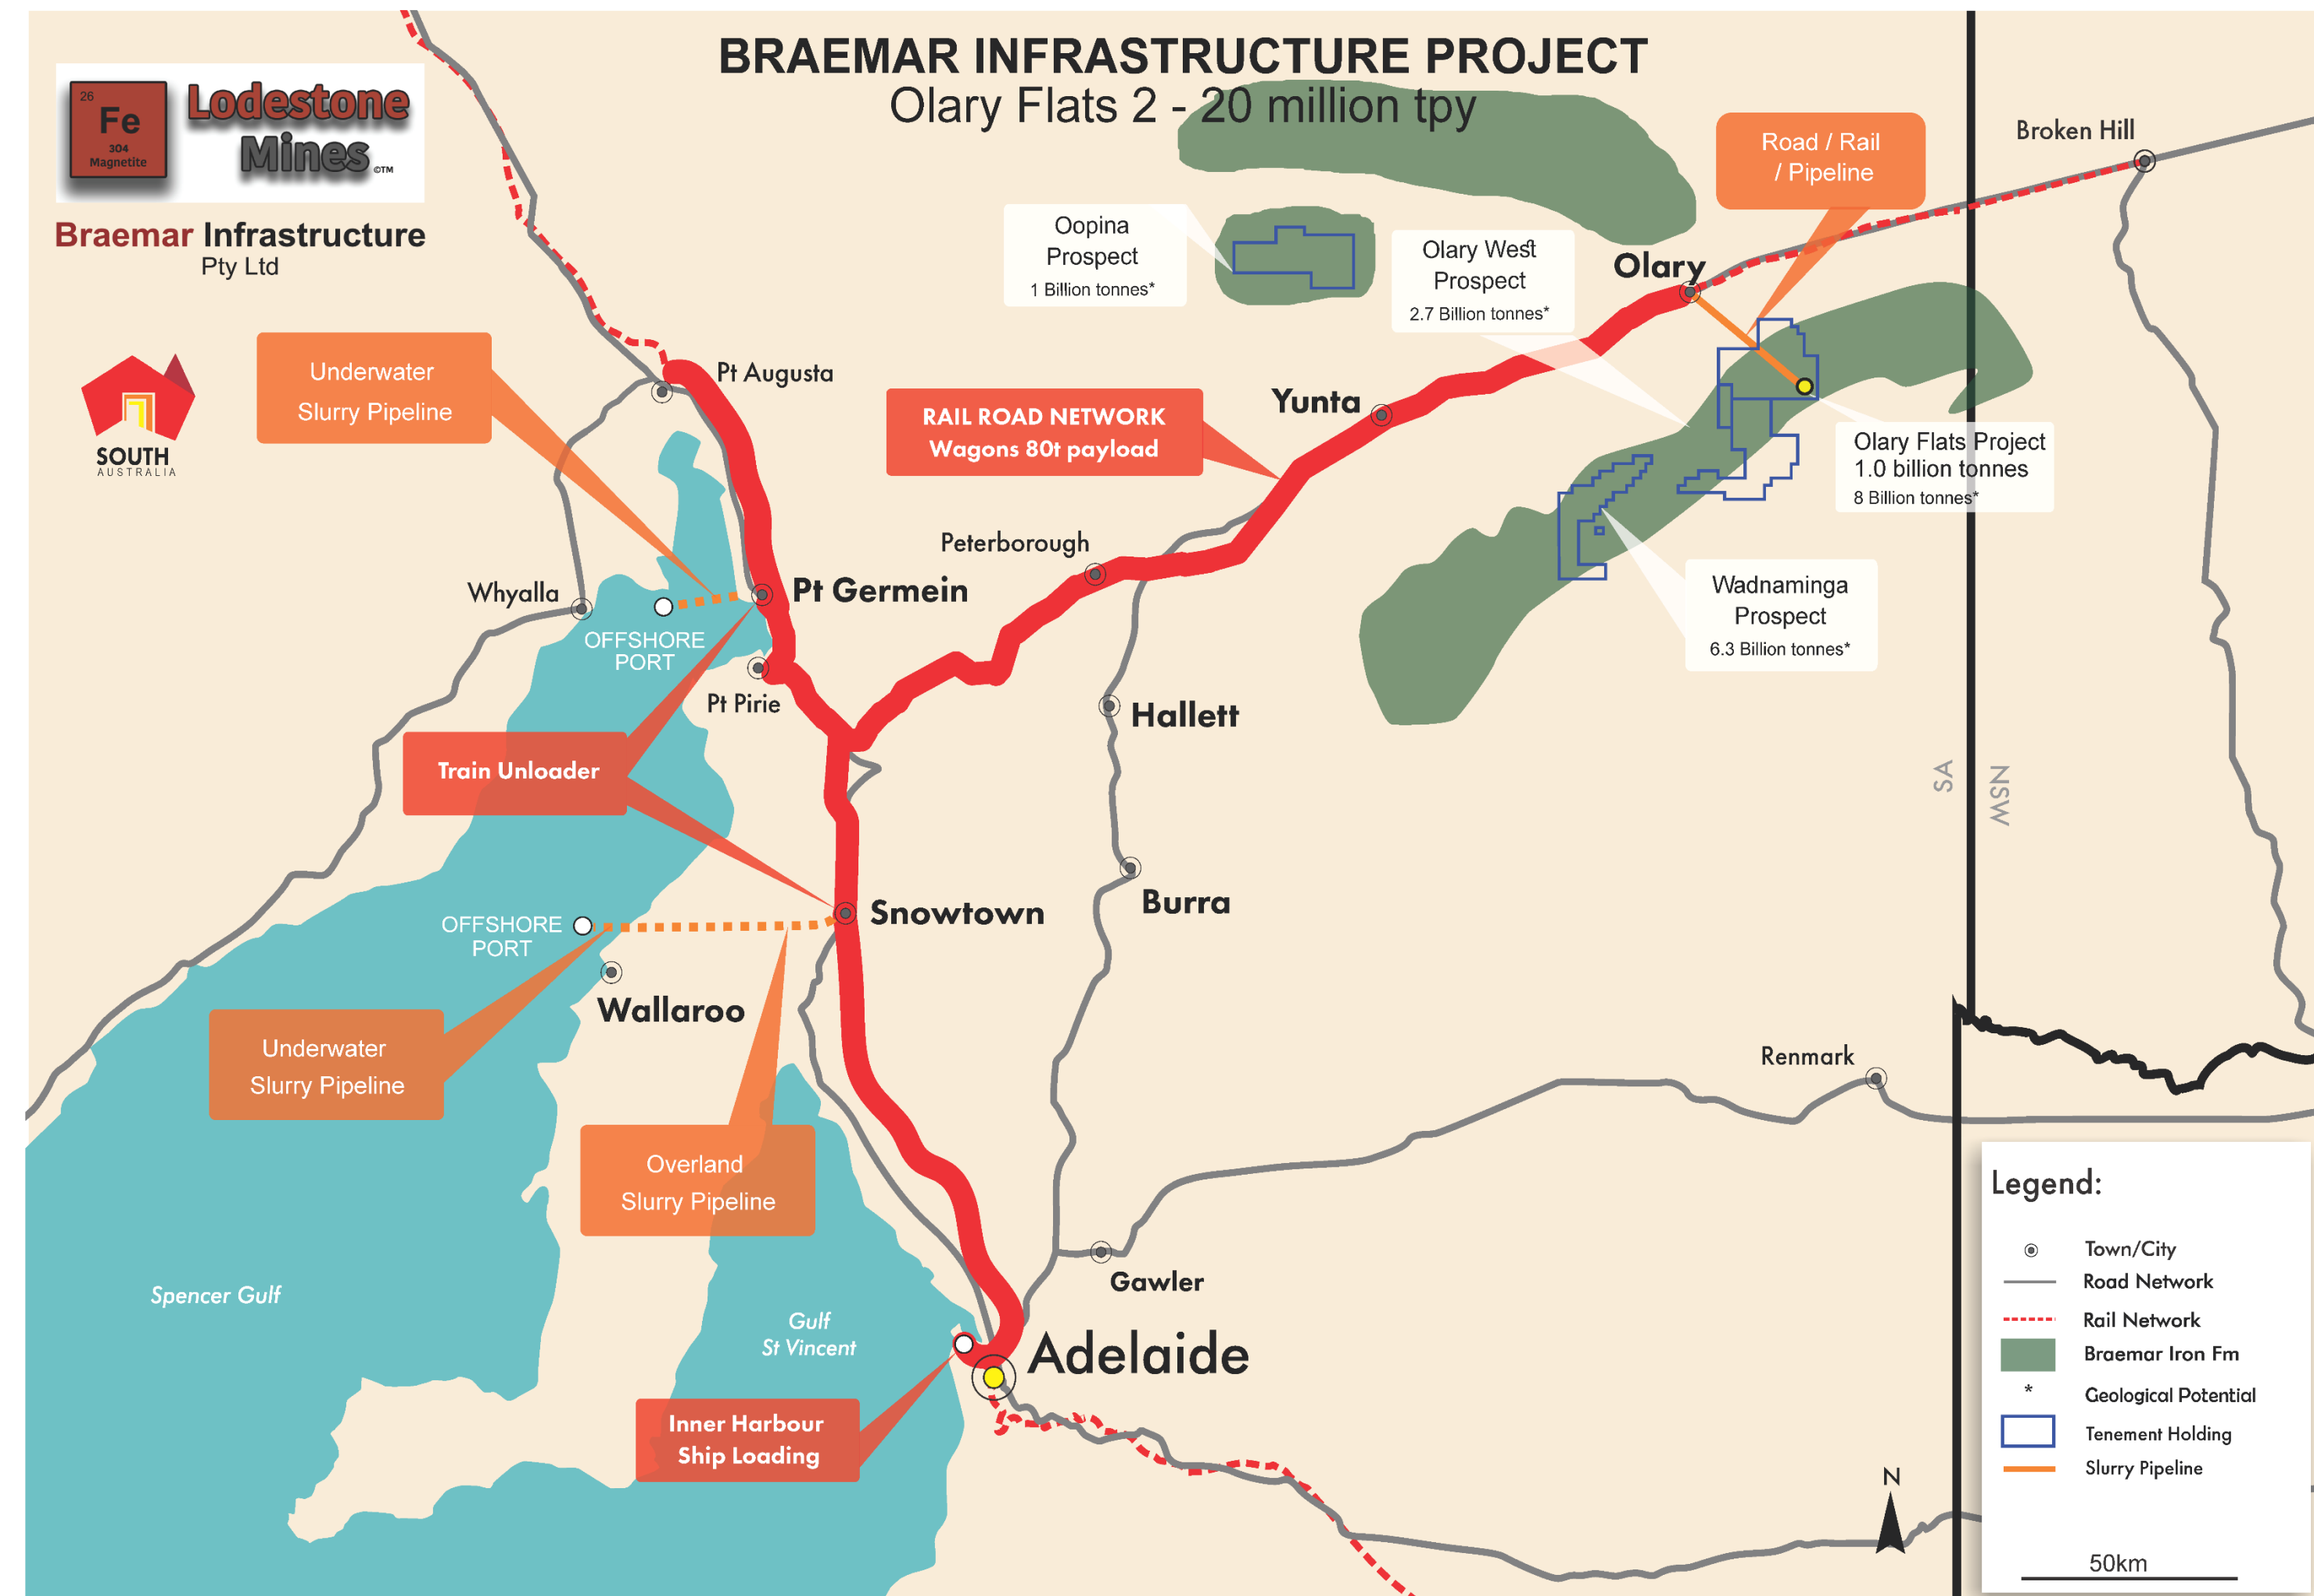 BRAEMAR INFRASTRUCTURE PROJECT
Olary Flats 2 - 20 million tpy
26
Fe
304
Magnetite
Lodestone
Mines
©TM
Braemar Infrastructure
Pty Ltd
SOUTH
AUSTRALIA
Underwater
Slurry Pipeline
Pt Augusta
Oopina
Prospect
1 Billion tonnes*
Olary West
Prospect
2.7 Billion tonnes*
Road / Rail
/ Pipeline
Broken Hill
Olary
RAIL ROAD NETWORK
Wagons 80t payload
Yunta
Olary Flats Project
1.0 billion tonnes
8 Billion tonnes*
Peterborough
Whyalla
Pt Germein
OFFSHORE
PORT
Wadnaminga
Prospect
6.3 Billion tonnes*
Pt Pirie
Hallett
Train Unloader
SA
NSW
Burra
Snowtown
OFFSHORE
PORT
Wallaroo
Underwater
Slurry Pipeline
Renmark
Overland
Slurry Pipeline
Gawler
Spencer Gulf
Gulf
St Vincent
Adelaide
Inner Harbour
Ship Loading
Legend:
Town/City
Road Network
Rail Network
Braemar Iron Fm
* Geological Potential
Tenement Holding
Slurry Pipeline
N
50km